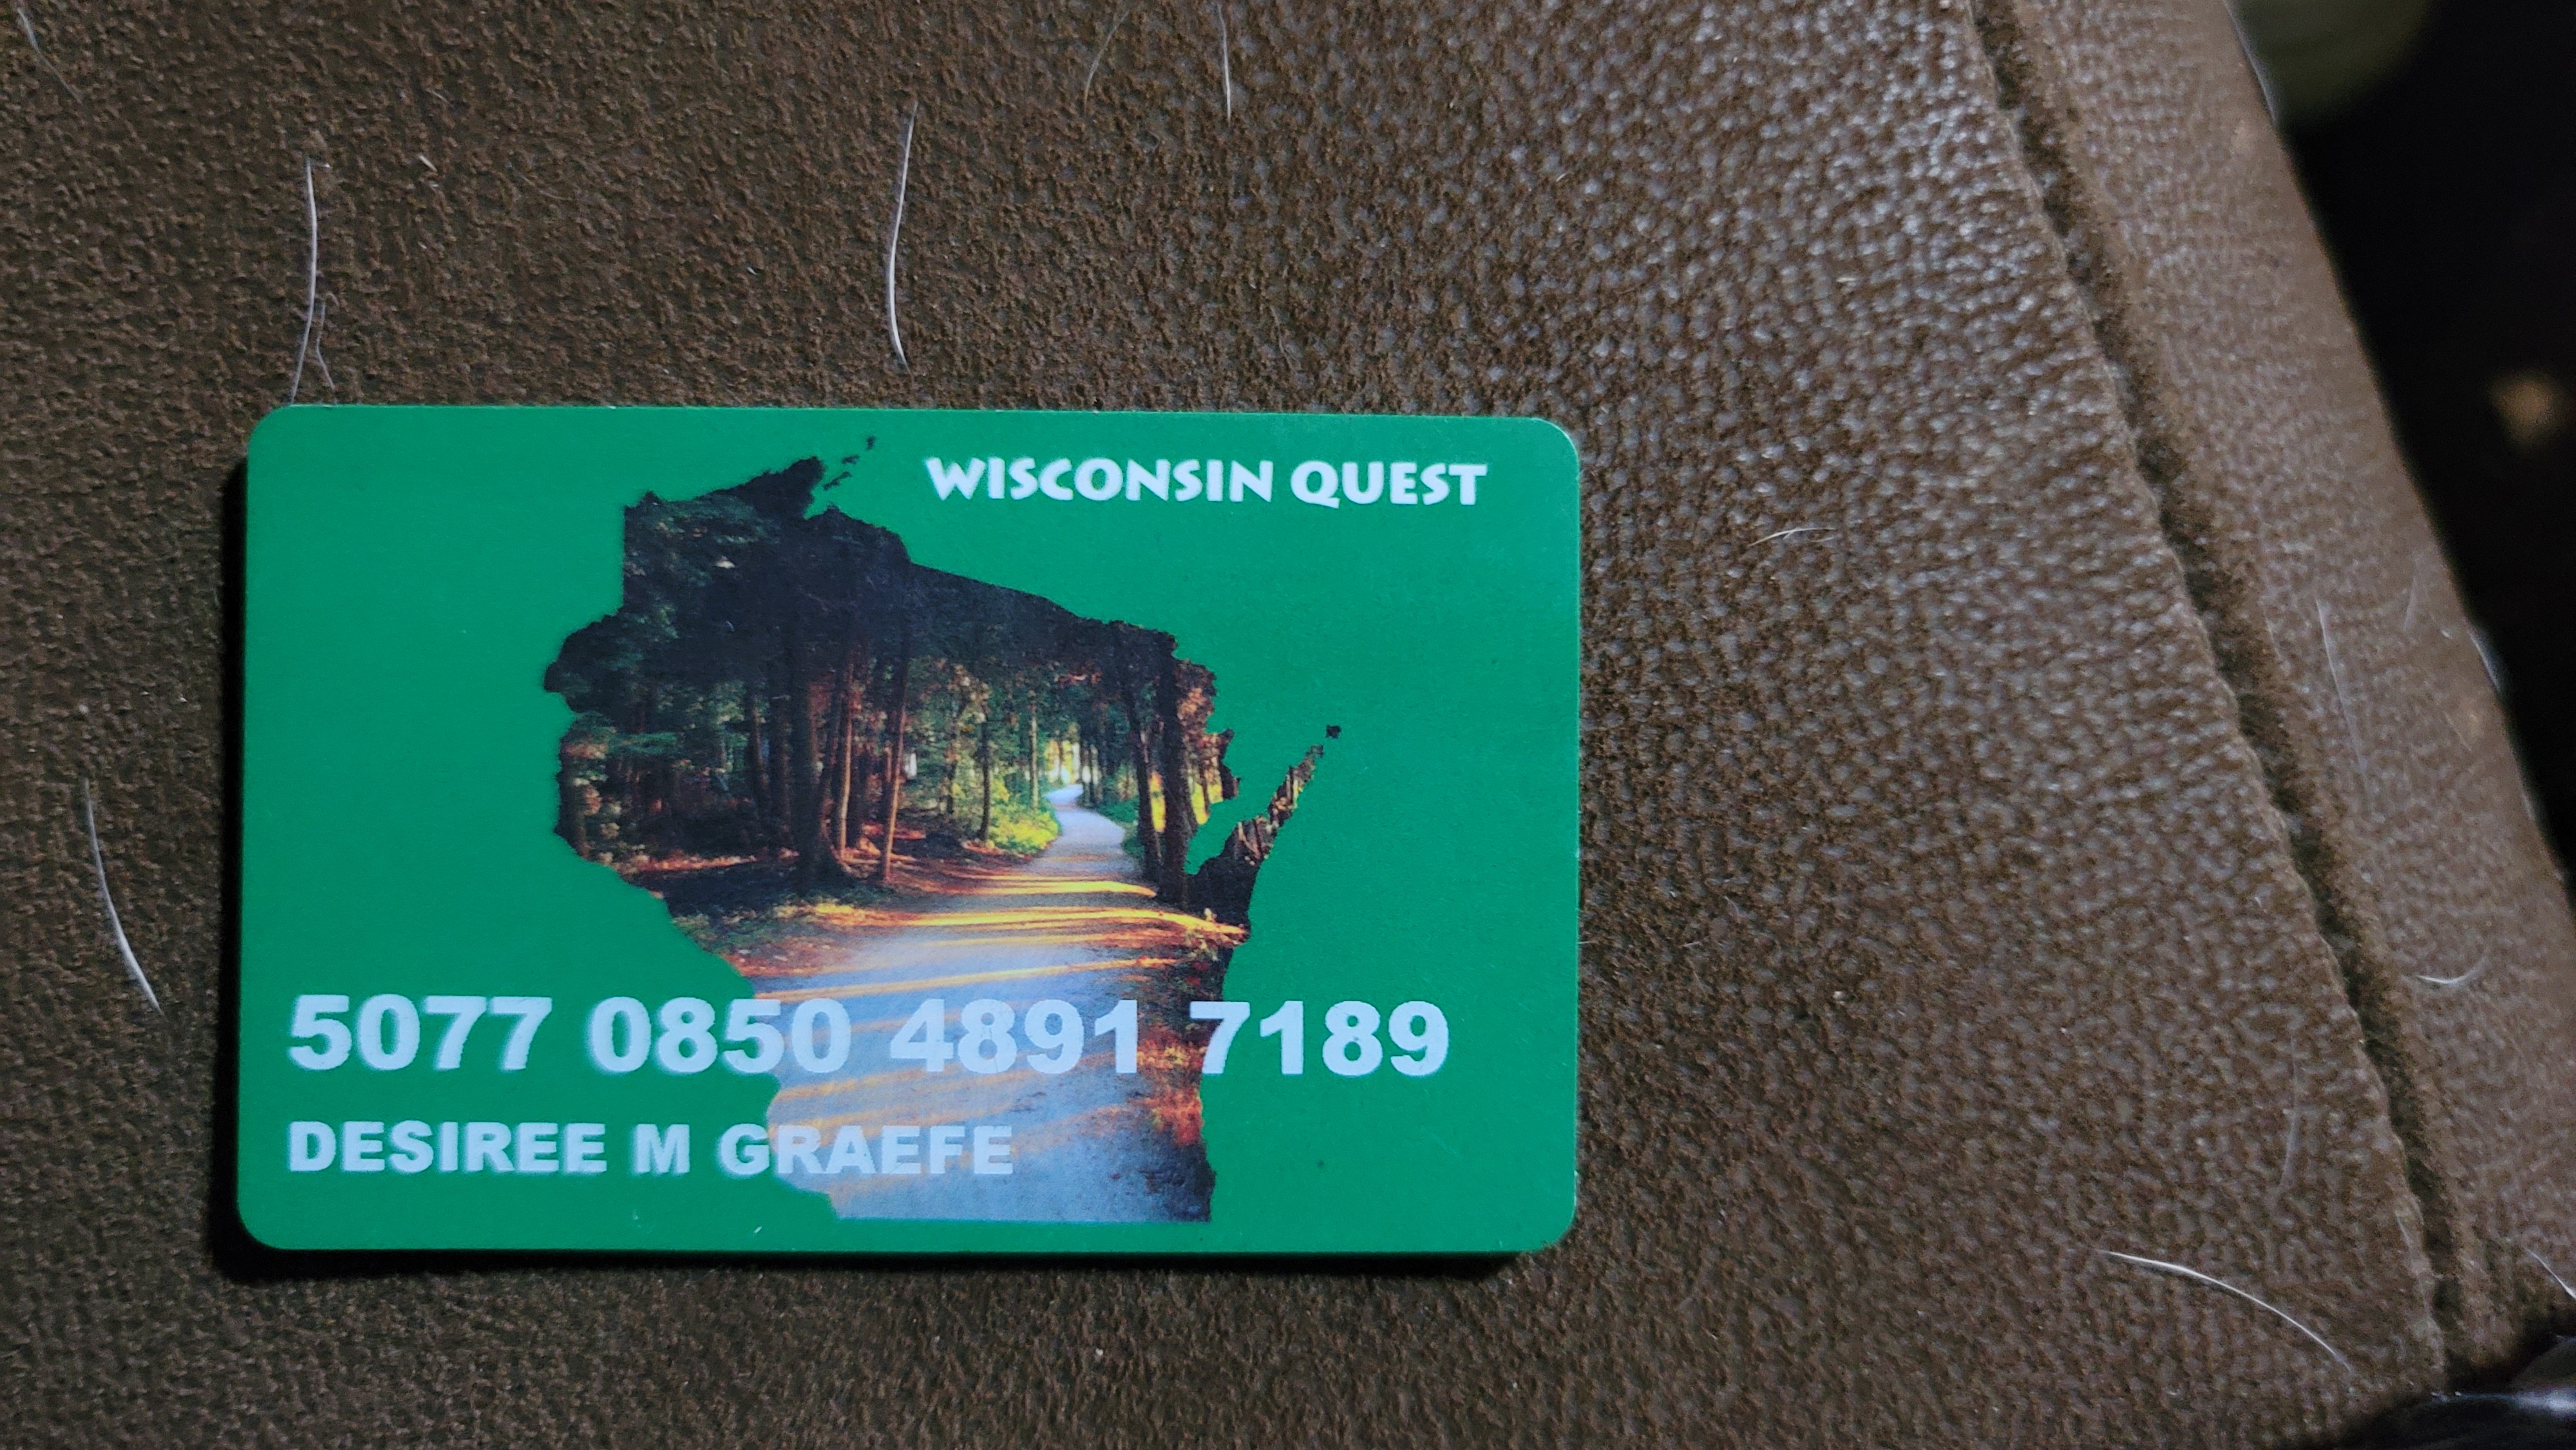 WISCONSIN QUEST
5077 0850 4891 7189
DESIREE M GRAEFE